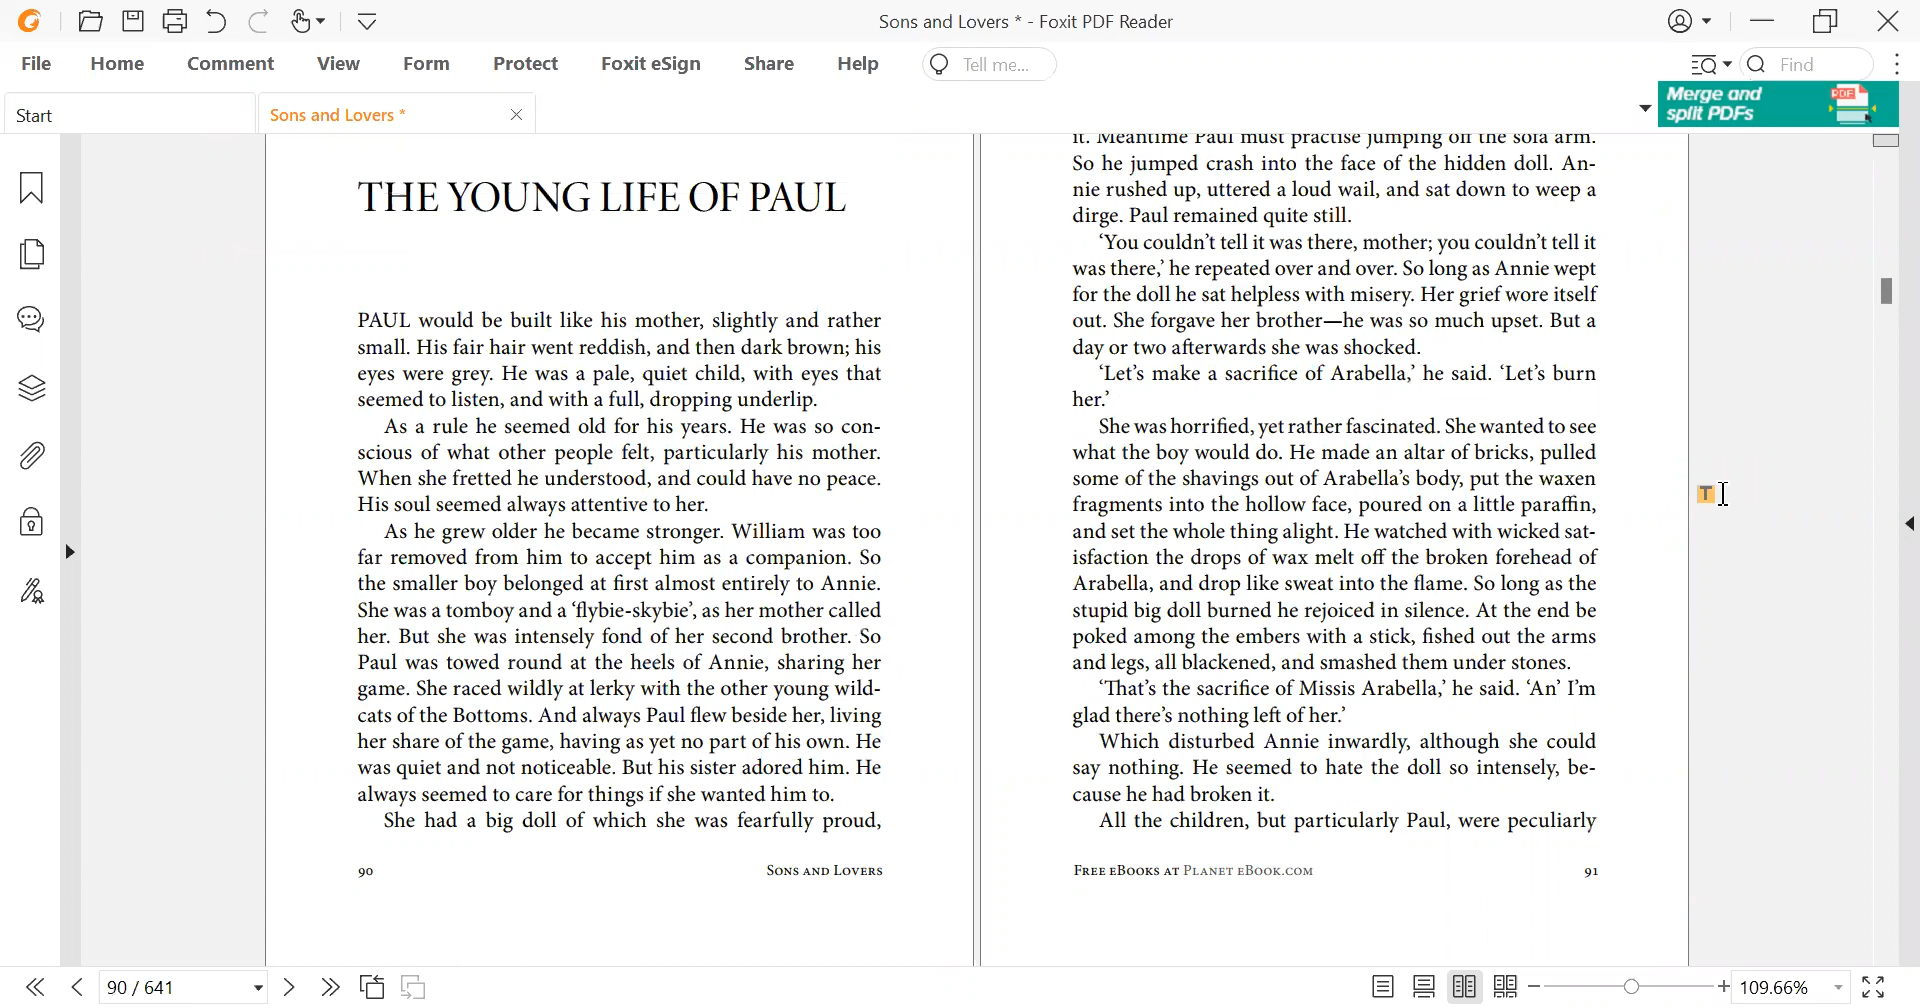 Sons and Lovers * - Foxit PDF Reader
File Home Comment View Form Protect Foxit eSign Share Help Tell me... Find
Start Sons and Lovers * Merge and
split PDFs PDF
THE YOUNG LIFE OF PAUL
PAUL would be built like his mother, slightly and rather
small. His fair hair went reddish, and then dark brown; his
eyes were grey. He was a pale, quiet child, with eyes that
seemed to listen, and with a full, dropping underlip.
As a rule he seemed old for his years. He was so con-
scious of what other people felt, particularly his mother.
When she fretted he understood, and could have no peace.
His soul seemed always attentive to her.
As he grew older he became stronger. William was too
far removed from him to accept him as a companion. So
the smaller boy belonged at first almost entirely to Annie.
She was a tomboy and a ‘flybie-skybie’, as her mother called
her. But she was intensely fond of her second brother. So
Paul was towed round at the heels of Annie, sharing her
game. She raced wildly at lerky with the other young wild-
cats of the Bottoms. And always Paul flew beside her, living
her share of the game, having as yet no part of his own. He
was quiet and not noticeable. But his sister adored him. He
always seemed to care for things if she wanted him to.
She had a big doll of which she was fearfully proud,
90 Sons and Lovers
it. Meantime Paul must practise jumping off the sofa arm.
So he jumped crash into the face of the hidden doll. An-
nie rushed up, uttered a loud wail, and sat down to weep a
dirge. Paul remained quite still.
‘You couldn’t tell it was there, mother; you couldn’t tell it
was there,’ he repeated over and over. So long as Annie wept
for the doll he sat helpless with misery. Her grief wore itself
out. She forgave her brother—he was so much upset. But a
day or two afterwards she was shocked.
‘Let’s make a sacrifice of Arabella,’ he said. ‘Let’s burn
her.’
She was horrified, yet rather fascinated. She wanted to see
what the boy would do. He made an altar of bricks, pulled
some of the shavings out of Arabella’s body, put the waxen
fragments into the hollow face, poured on a little paraffin,
and set the whole thing alight. He watched with wicked sat-
isfaction the drops of wax melt off the broken forehead of
Arabella, and drop like sweat into the flame. So long as the
stupid big doll burned he rejoiced in silence. At the end be
poked among the embers with a stick, fished out the arms
and legs, all blackened, and smashed them under stones.
‘That’s the sacrifice of Missis Arabella,’ he said. ‘An’ I’m
glad there’s nothing left of her.’
Which disturbed Annie inwardly, although she could
say nothing. He seemed to hate the doll so intensely, be-
cause he had broken it.
All the children, but particularly Paul, were peculiarly
Free eBooks at Planet eBook.com 91
T
90 / 641 109.66%